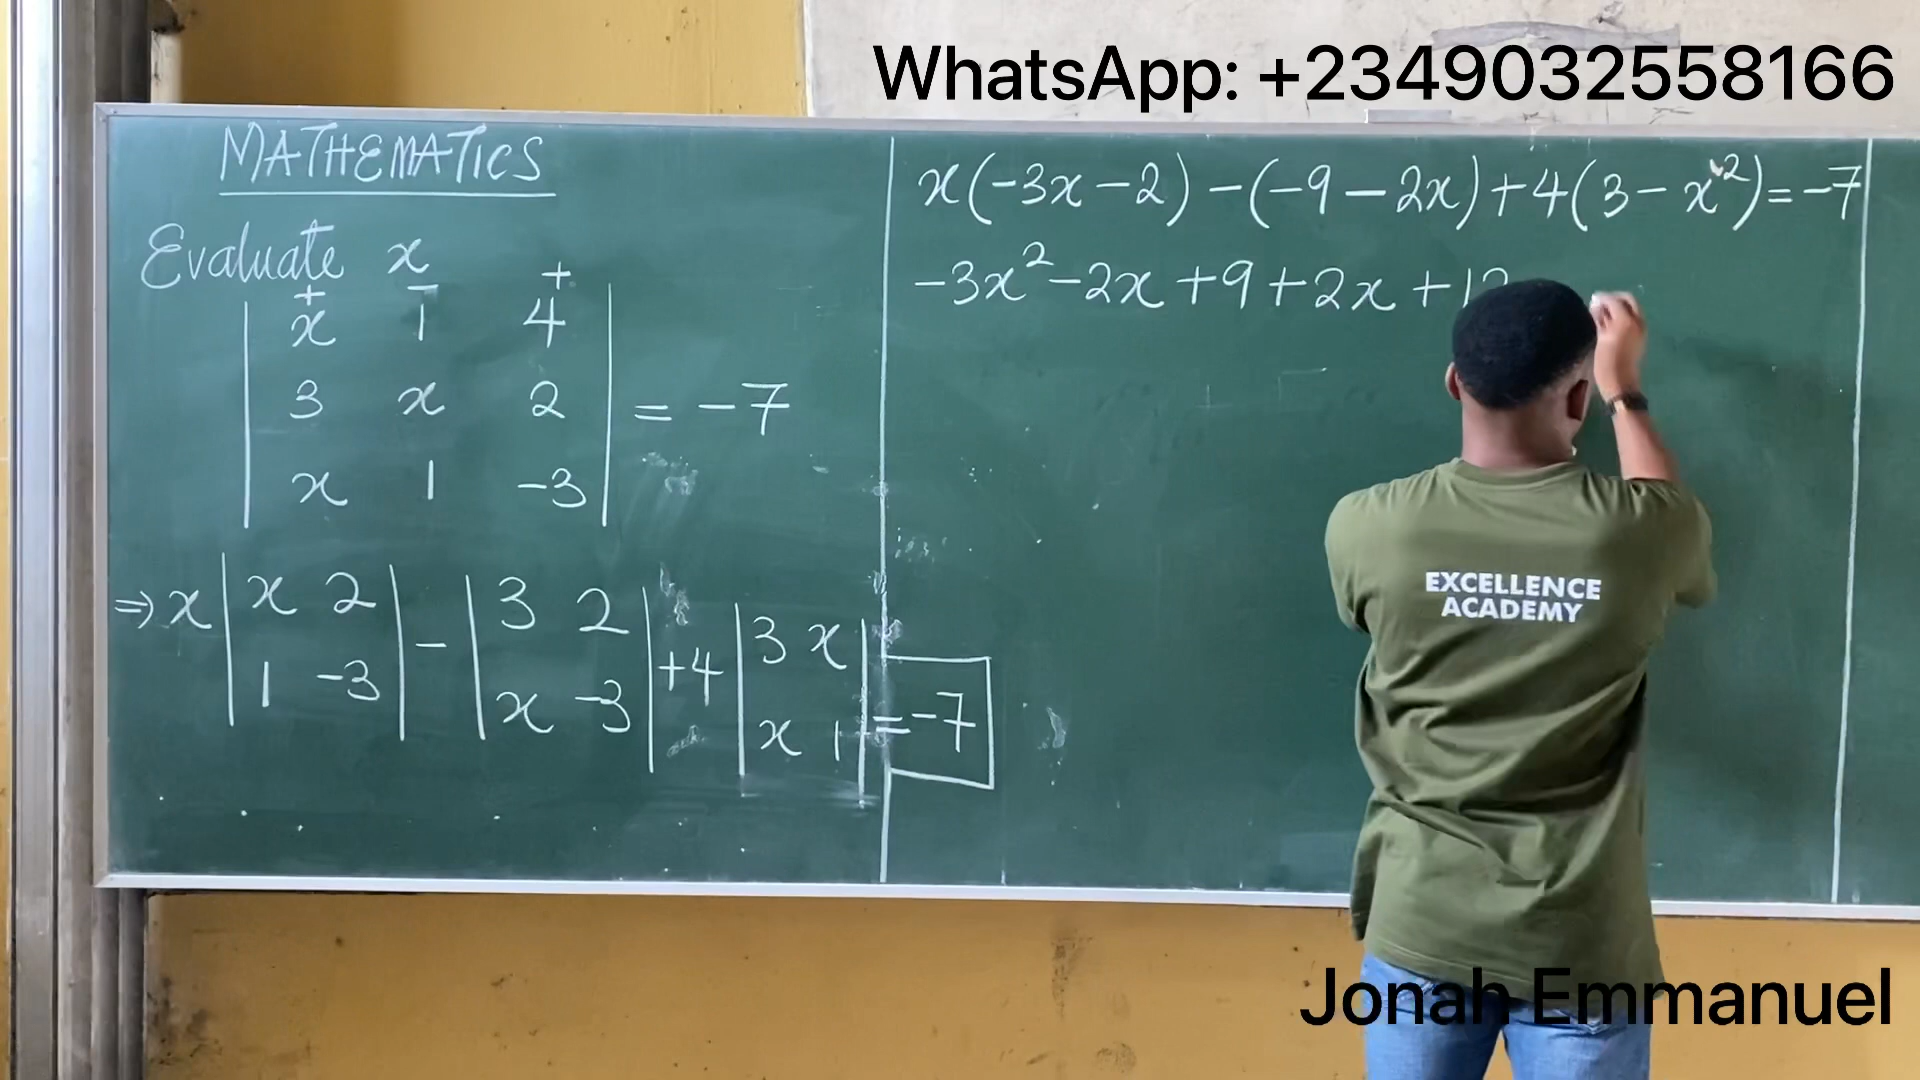 WhatsApp: +2349032558166
MATHEMATICS
Evaluate x
+ − +
x 1 4
3 x 2 = -7
x 1 -3
⇒ x | x 2 | - | 3 2 | +4 | 3 x | = -7
| 1 -3 | | x -3 | | x 1 |
x(-3x-2)-(-9-2x)+4(3-x²)=-7
-3x²-2x+9+2x+12
EXCELLENCE
ACADEMY
Jonah Emmanuel